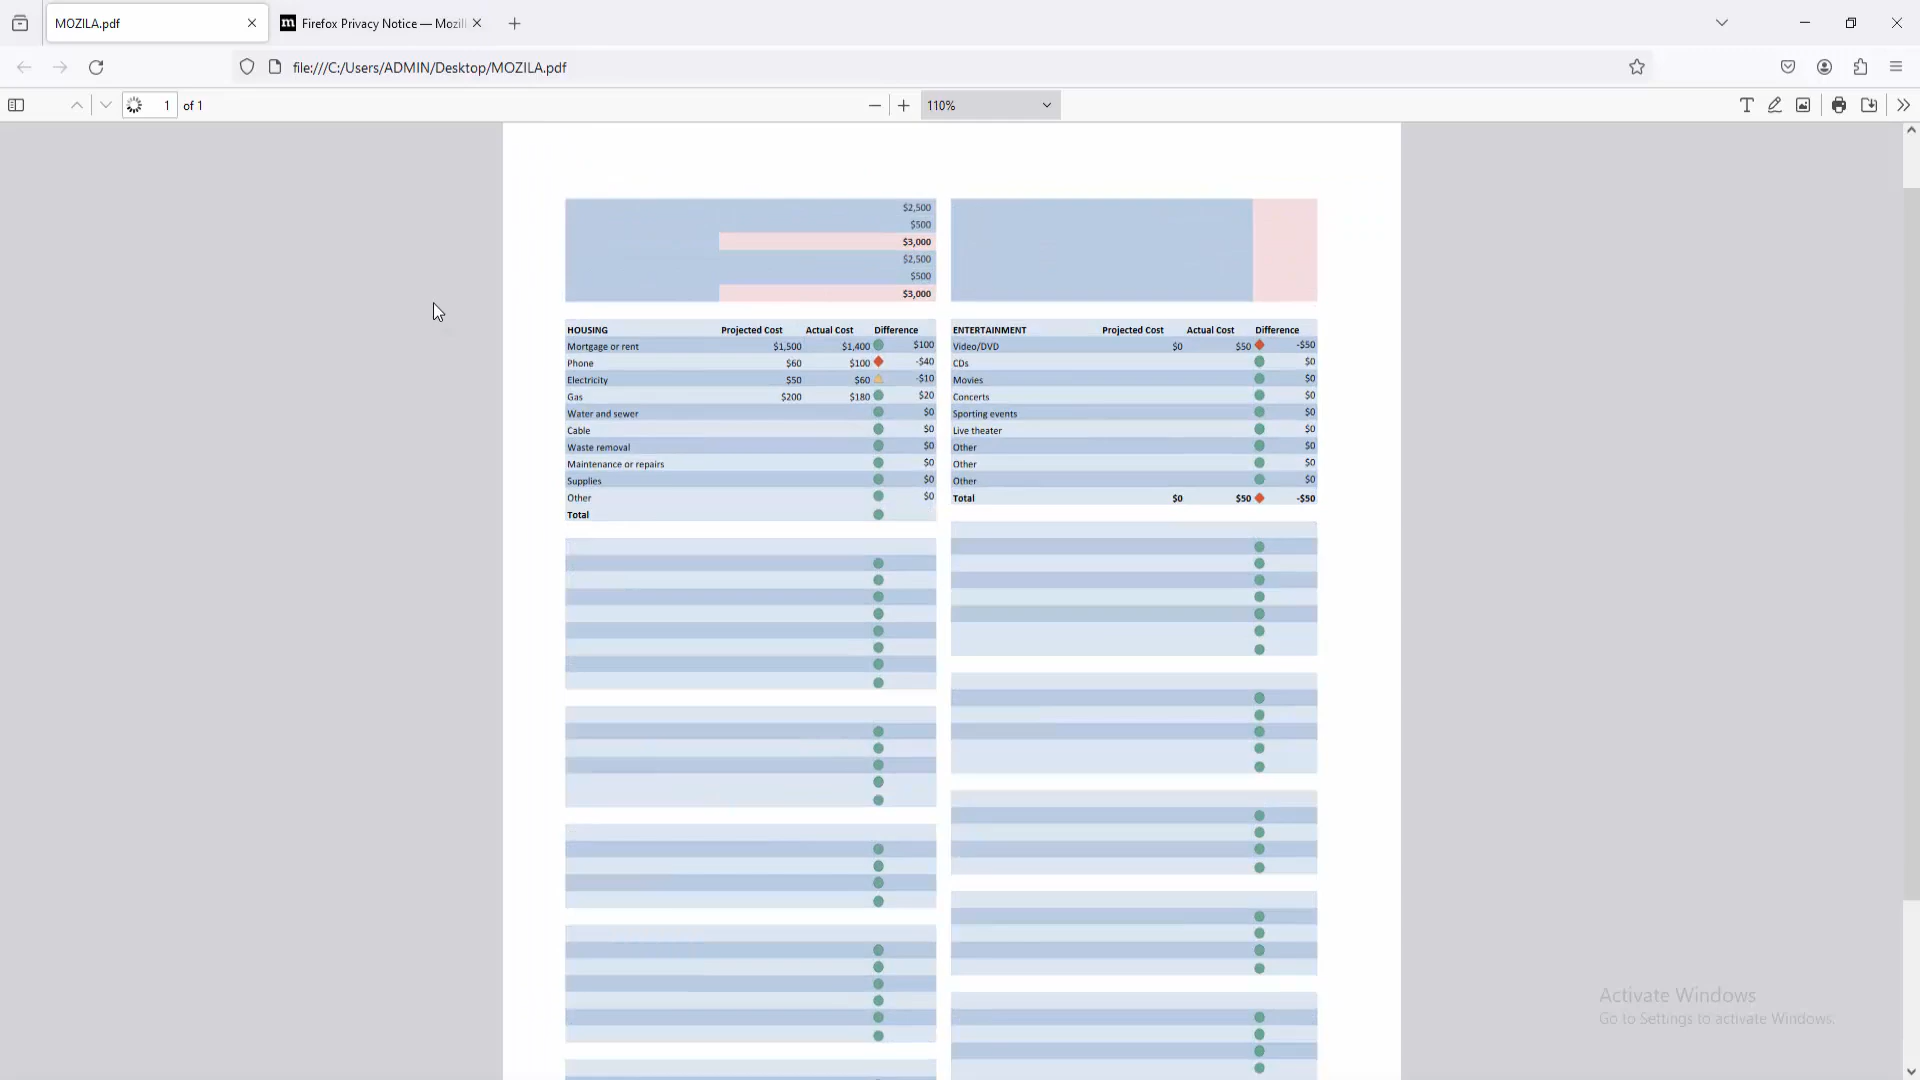 MOZILA.pdf
Firefox Privacy Notice — Mozil
file:///C:/Users/ADMIN/Desktop/MOZILA.pdf
1 of 1
110%
$2,500
$500
$3,000
$2,500
$500
$3,000
HOUSING Projected Cost Actual Cost Difference
Mortgage or rent $1,500 $1,400 $100
Phone $60 $100 -$40
Electricity $50 $60 -$10
Gas $200 $180 $20
Water and sewer $0
Cable $0
Waste removal $0
Maintenance or repairs $0
Supplies $0
Other $0
Total
ENTERTAINMENT Projected Cost Actual Cost Difference
Video/DVD $0 $50 -$50
CDs $0
Movies $0
Concerts $0
Sporting events $0
Live theater $0
Other $0
Other $0
Other $0
Total $0 $50 -$50
Activate Windows
Go to Settings to activate Windows.